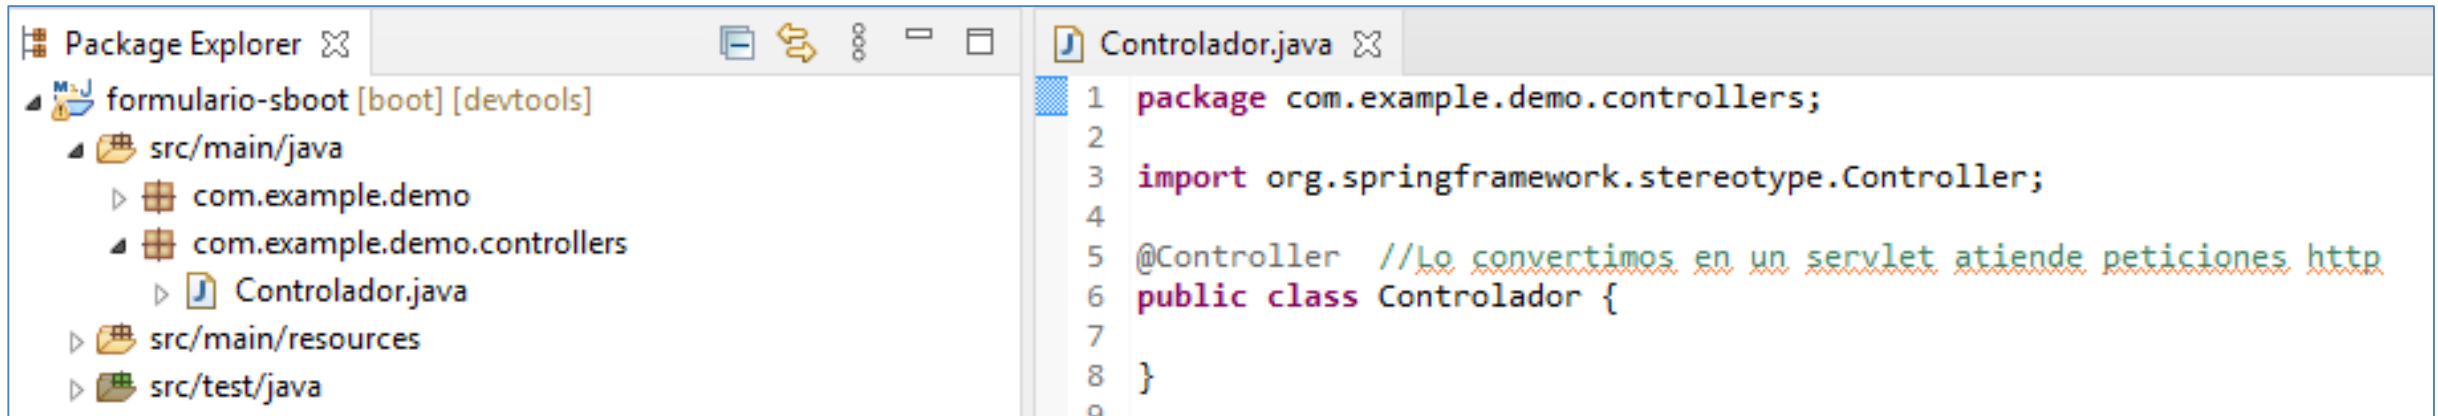 Package Explorer
formulario-sboot [boot] [devtools]
src/main/java
com.example.demo
com.example.demo.controllers
Controlador.java
src/main/resources
src/test/java
Controlador.java
1 package com.example.demo.controllers;
2
3 import org.springframework.stereotype.Controller;
4
5 @Controller //Lo convertimos en un servlet atiende peticiones http
6 public class Controlador {
7
8 }
9